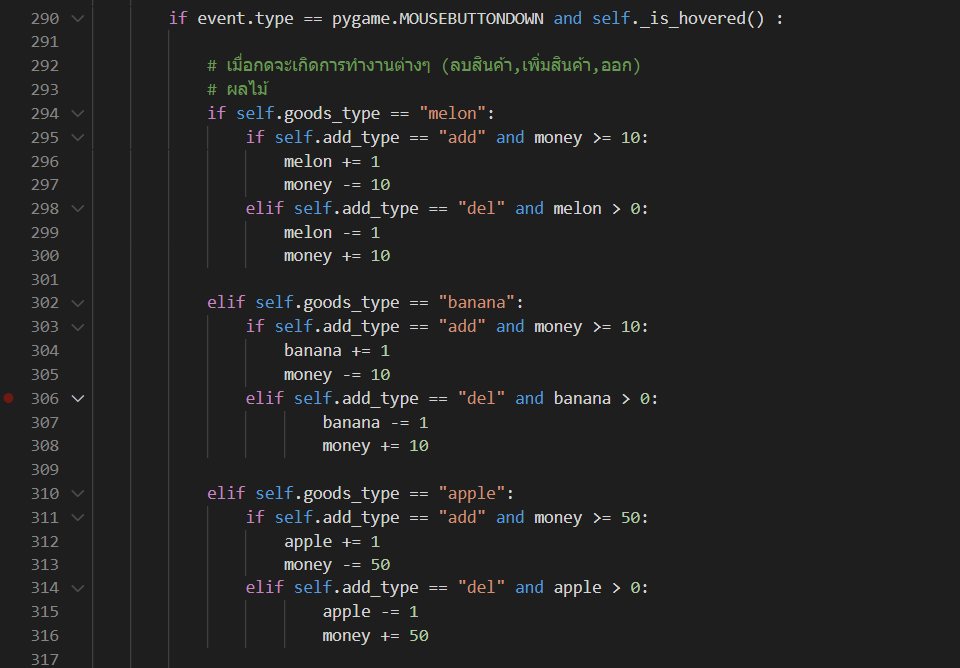 290 if event.type == pygame.MOUSEBUTTONDOWN and self._is_hovered() :
291
292 # เมื่อกดจะเกิดการทำงานต่างๆ (ลบสินค้า,เพิ่มสินค้า,ออก)
293 # ผลไม้
294 if self.goods_type == "melon":
295 if self.add_type == "add" and money >= 10:
296 melon += 1
297 money -= 10
298 elif self.add_type == "del" and melon > 0:
299 melon -= 1
300 money += 10
301
302 elif self.goods_type == "banana":
303 if self.add_type == "add" and money >= 10:
304 banana += 1
305 money -= 10
306 elif self.add_type == "del" and banana > 0:
307 banana -= 1
308 money += 10
309
310 elif self.goods_type == "apple":
311 if self.add_type == "add" and money >= 50:
312 apple += 1
313 money -= 50
314 elif self.add_type == "del" and apple > 0:
315 apple -= 1
316 money += 50
317